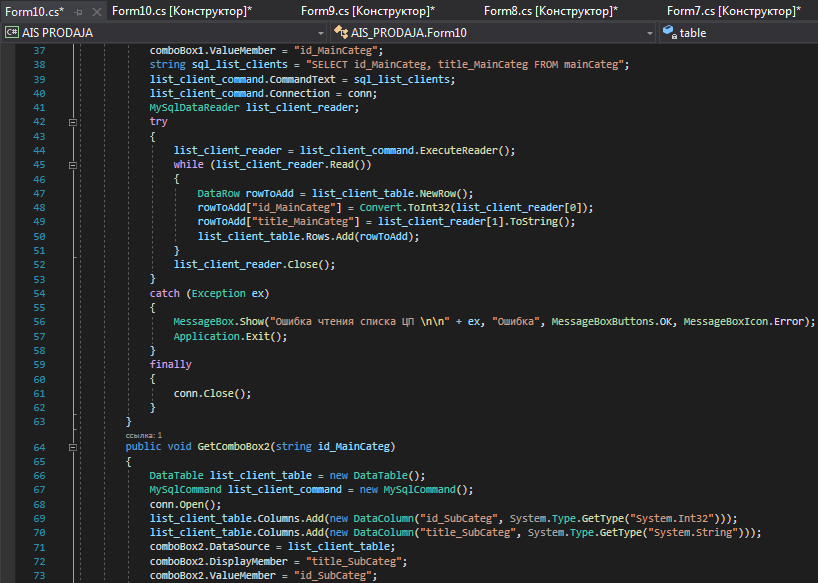 Form10.cs* Form10.cs [Конструктор]* Form9.cs [Конструктор]* Form8.cs [Конструктор]* Form7.cs [Конструктор]*
C# AIS PRODAJA AIS_PRODAJA.Form10 table
37 comboBox1.ValueMember = "id_MainCateg";
38 string sql_list_clients = "SELECT id_MainCateg, title_MainCateg FROM mainCateg";
39 list_client_command.CommandText = sql_list_clients;
40 list_client_command.Connection = conn;
41 MySqlDataReader list_client_reader;
42 try
43 {
44 list_client_reader = list_client_command.ExecuteReader();
45 while (list_client_reader.Read())
46 {
47 DataRow rowToAdd = list_client_table.NewRow();
48 rowToAdd["id_MainCateg"] = Convert.ToInt32(list_client_reader[0]);
49 rowToAdd["title_MainCateg"] = list_client_reader[1].ToString();
50 list_client_table.Rows.Add(rowToAdd);
51 }
52 list_client_reader.Close();
53 }
54 catch (Exception ex)
55 {
56 MessageBox.Show("Ошибка чтения списка ЦП \n\n" + ex, "Ошибка", MessageBoxButtons.OK, MessageBoxIcon.Error);
57 Application.Exit();
58 }
59 finally
60 {
61 conn.Close();
62 }
63 }
ссылка: 1
64 public void GetComboBox2(string id_MainCateg)
65 {
66 DataTable list_client_table = new DataTable();
67 MySqlCommand list_client_command = new MySqlCommand();
68 conn.Open();
69 list_client_table.Columns.Add(new DataColumn("id_SubCateg", System.Type.GetType("System.Int32")));
70 list_client_table.Columns.Add(new DataColumn("title_SubCateg", System.Type.GetType("System.String")));
71 comboBox2.DataSource = list_client_table;
72 comboBox2.DisplayMember = "title_SubCateg";
73 comboBox2.ValueMember = "id_SubCateg";